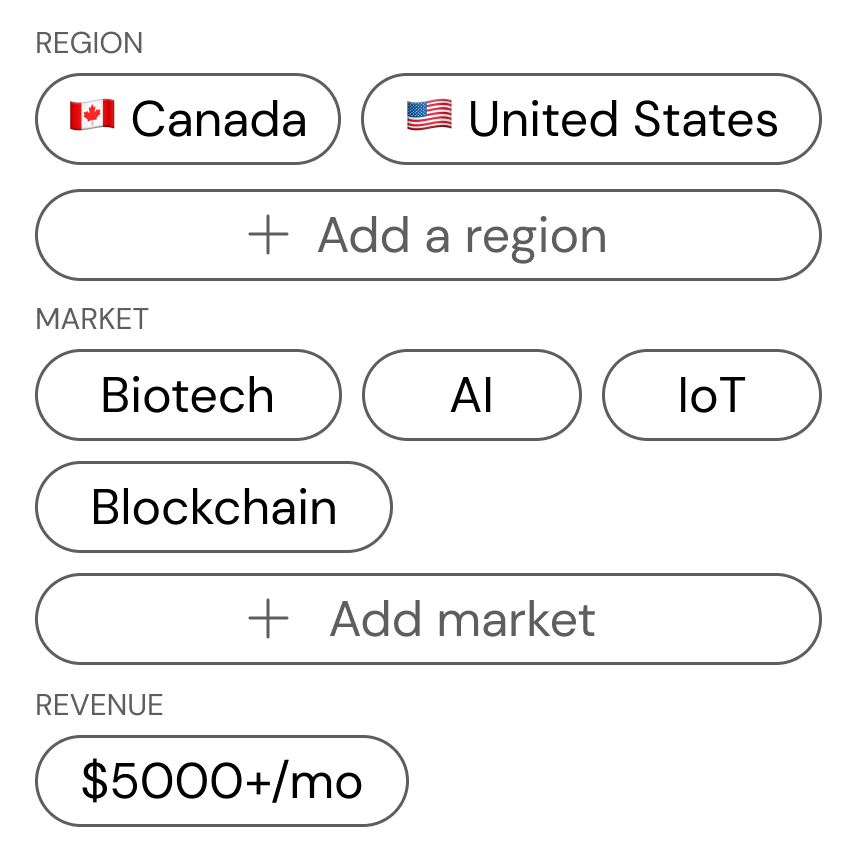 REGION
🇨🇦 Canada 🇺🇸 United States
+ Add a region
MARKET
Biotech AI IoT
Blockchain
+ Add market
REVENUE
$5000+/mo